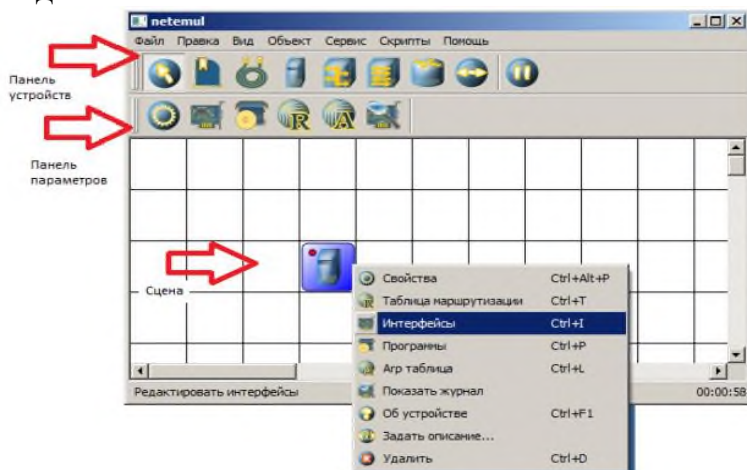 netemul
Файл Правка Вид Объект Сервис Скрипты Помощь
Панель
устройств
Панель
параметров
Сцена
Свойства Ctrl+Alt+P
Таблица маршрутизации Ctrl+T
Интерфейсы Ctrl+I
Программы Ctrl+P
Arp таблица Ctrl+L
Показать журнал
Об устройстве Ctrl+F1
Задать описание...
Удалить Ctrl+D
Редактировать интерфейсы 00:00:58